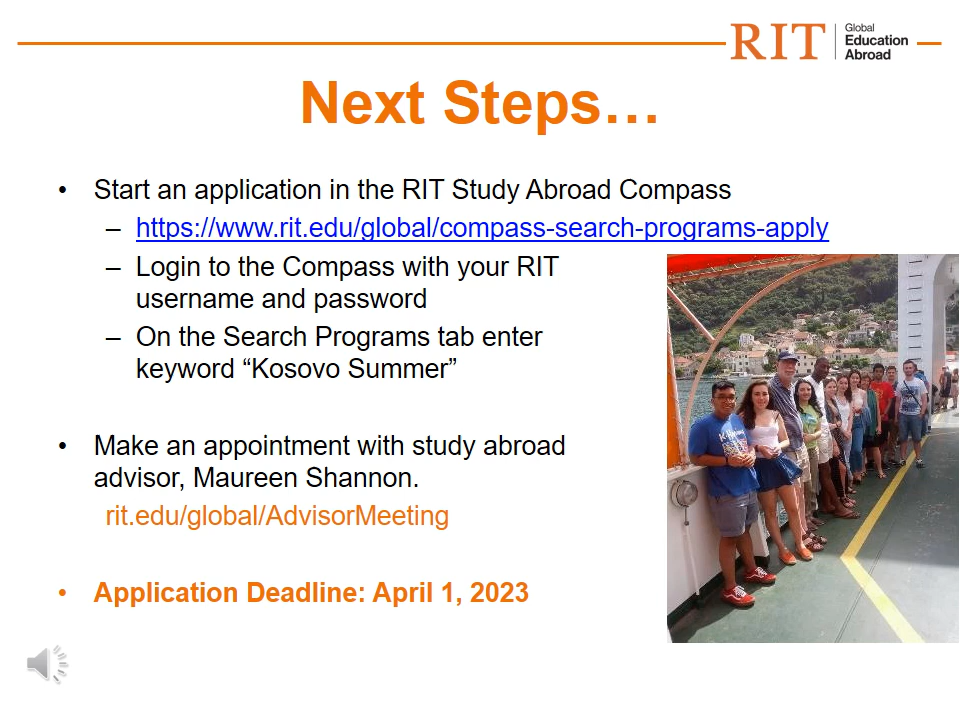 RIT
Global
Education
Abroad
Next Steps…
• Start an application in the RIT Study Abroad Compass
– https://www.rit.edu/global/compass-search-programs-apply
– Login to the Compass with your RIT
username and password
– On the Search Programs tab enter
keyword “Kosovo Summer”
• Make an appointment with study abroad
advisor, Maureen Shannon.
rit.edu/global/AdvisorMeeting
• Application Deadline: April 1, 2023